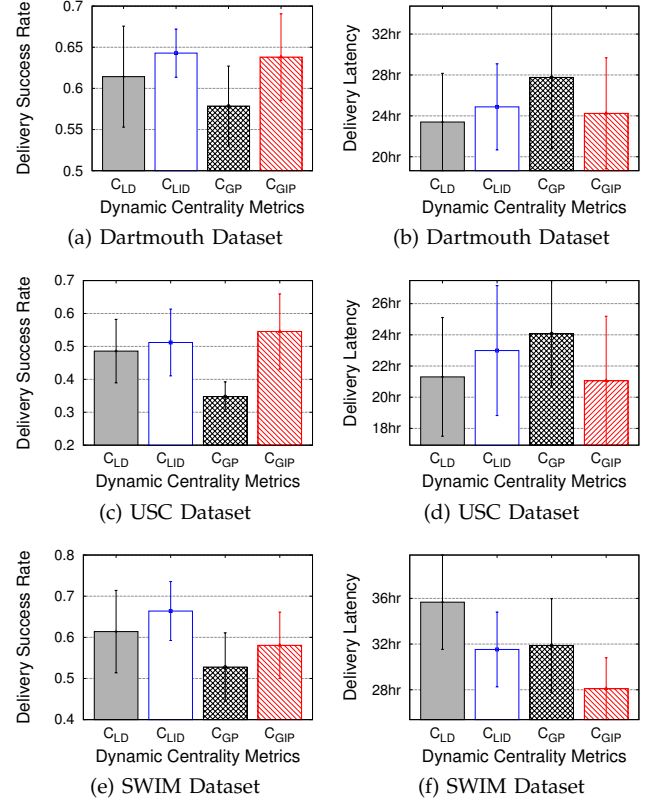 Delivery Success Rate
0.65
0.6
0.55
0.5
C_LD C_LID C_GP C_GIP
Dynamic Centrality Metrics
(a) Dartmouth Dataset
Delivery Latency
32hr
28hr
24hr
20hr
C_LD C_LID C_GP C_GIP
Dynamic Centrality Metrics
(b) Dartmouth Dataset
Delivery Success Rate
0.7
0.6
0.5
0.4
0.3
0.2
C_LD C_LID C_GP C_GIP
Dynamic Centrality Metrics
(c) USC Dataset
Delivery Latency
26hr
24hr
22hr
20hr
18hr
C_LD C_LID C_GP C_GIP
Dynamic Centrality Metrics
(d) USC Dataset
Delivery Success Rate
0.8
0.7
0.6
0.5
0.4
C_LD C_LID C_GP C_GIP
Dynamic Centrality Metrics
(e) SWIM Dataset
Delivery Latency
36hr
32hr
28hr
C_LD C_LID C_GP C_GIP
Dynamic Centrality Metrics
(f) SWIM Dataset
0.7